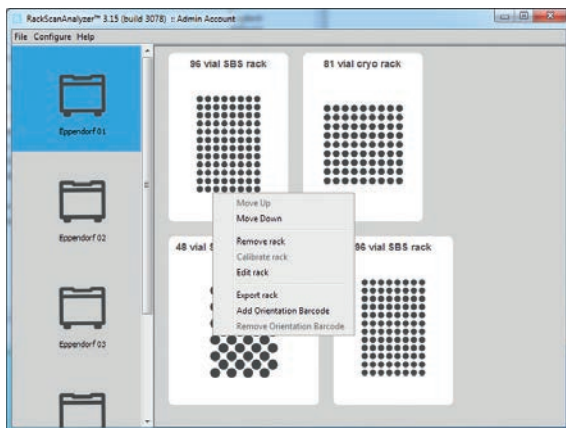 RackScanAnalyzer™ 3.15 (build 3078) :: Admin Account
File Configure Help
Eppendorf 01
Eppendorf 02
Eppendorf 03
96 vial SBS rack
81 vial cryo rack
48 vial S
96 vial SBS rack
Move Up
Move Down
Remove rack
Calibrate rack
Edit rack
Export rack
Add Orientation Barcode
Remove Orientation Barcode